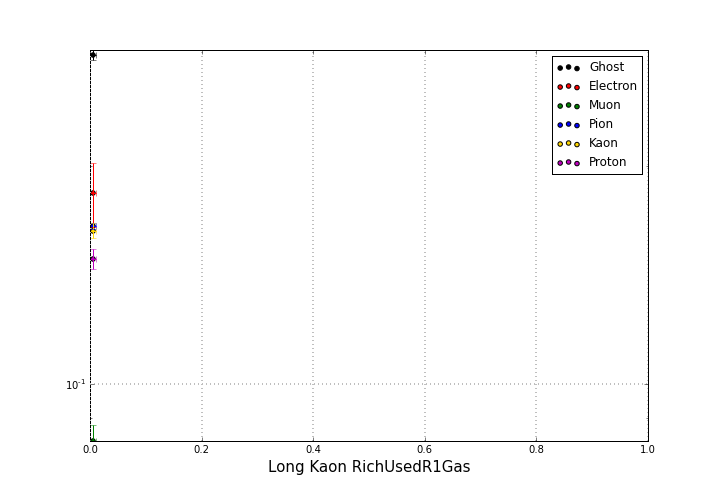 Ghost
Electron
Muon
Pion
Kaon
Proton
10⁻¹
0.0 0.2 0.4 0.6 0.8 1.0
Long Kaon RichUsedR1Gas